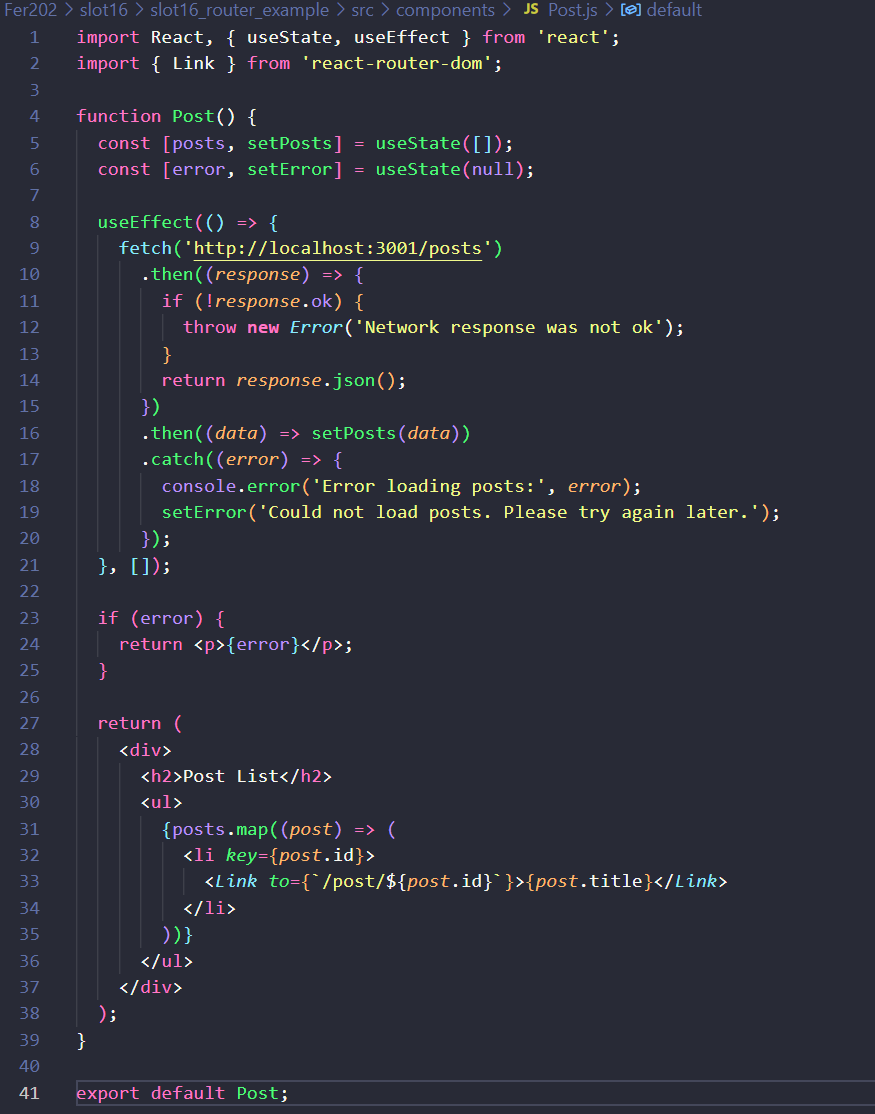 Fer202 > slot16 > slot16_router_example > src > components > JS Post.js > default
1 import React, { useState, useEffect } from 'react';
2 import { Link } from 'react-router-dom';
3
4 function Post() {
5   const [posts, setPosts] = useState([]);
6   const [error, setError] = useState(null);
7
8   useEffect(() => {
9     fetch('http://localhost:3001/posts')
10       .then((response) => {
11         if (!response.ok) {
12           throw new Error('Network response was not ok');
13         }
14         return response.json();
15       })
16       .then((data) => setPosts(data))
17       .catch((error) => {
18         console.error('Error loading posts:', error);
19         setError('Could not load posts. Please try again later.');
20       });
21   }, []);
22
23   if (error) {
24     return <p>{error}</p>;
25   }
26
27   return (
28     <div>
29       <h2>Post List</h2>
30       <ul>
31         {posts.map((post) => (
32           <li key={post.id}>
33             <Link to={`/post/${post.id}`}>{post.title}</Link>
34           </li>
35         ))}
36       </ul>
37     </div>
38   );
39 }
40
41 export default Post;